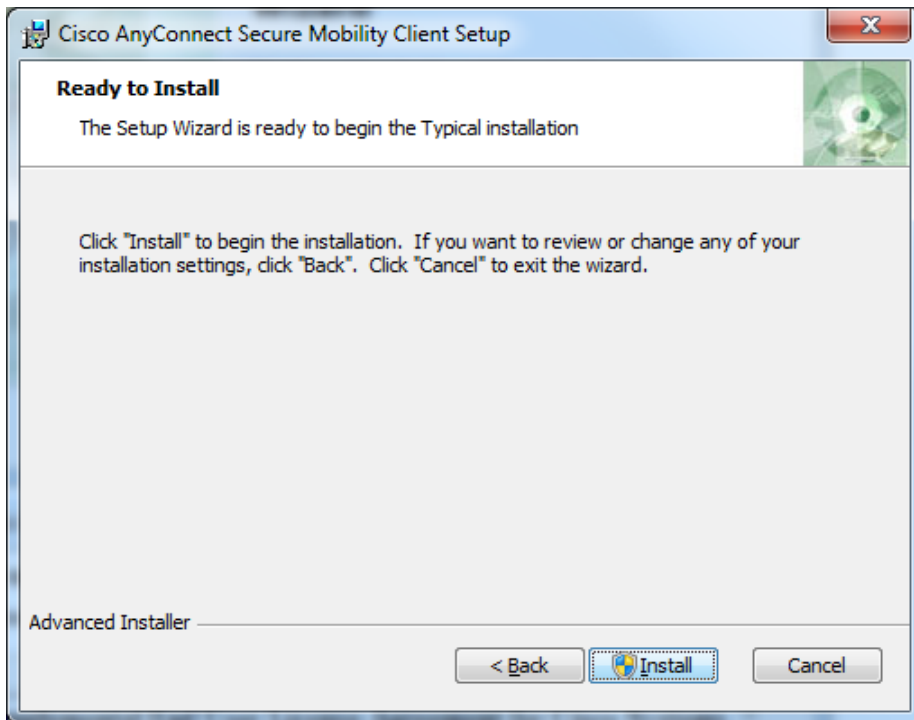 Cisco AnyConnect Secure Mobility Client Setup
Ready to Install
The Setup Wizard is ready to begin the Typical installation
Click "Install" to begin the installation.  If you want to review or change any of your
installation settings, click "Back".  Click "Cancel" to exit the wizard.
Advanced Installer
< Back
Install
Cancel